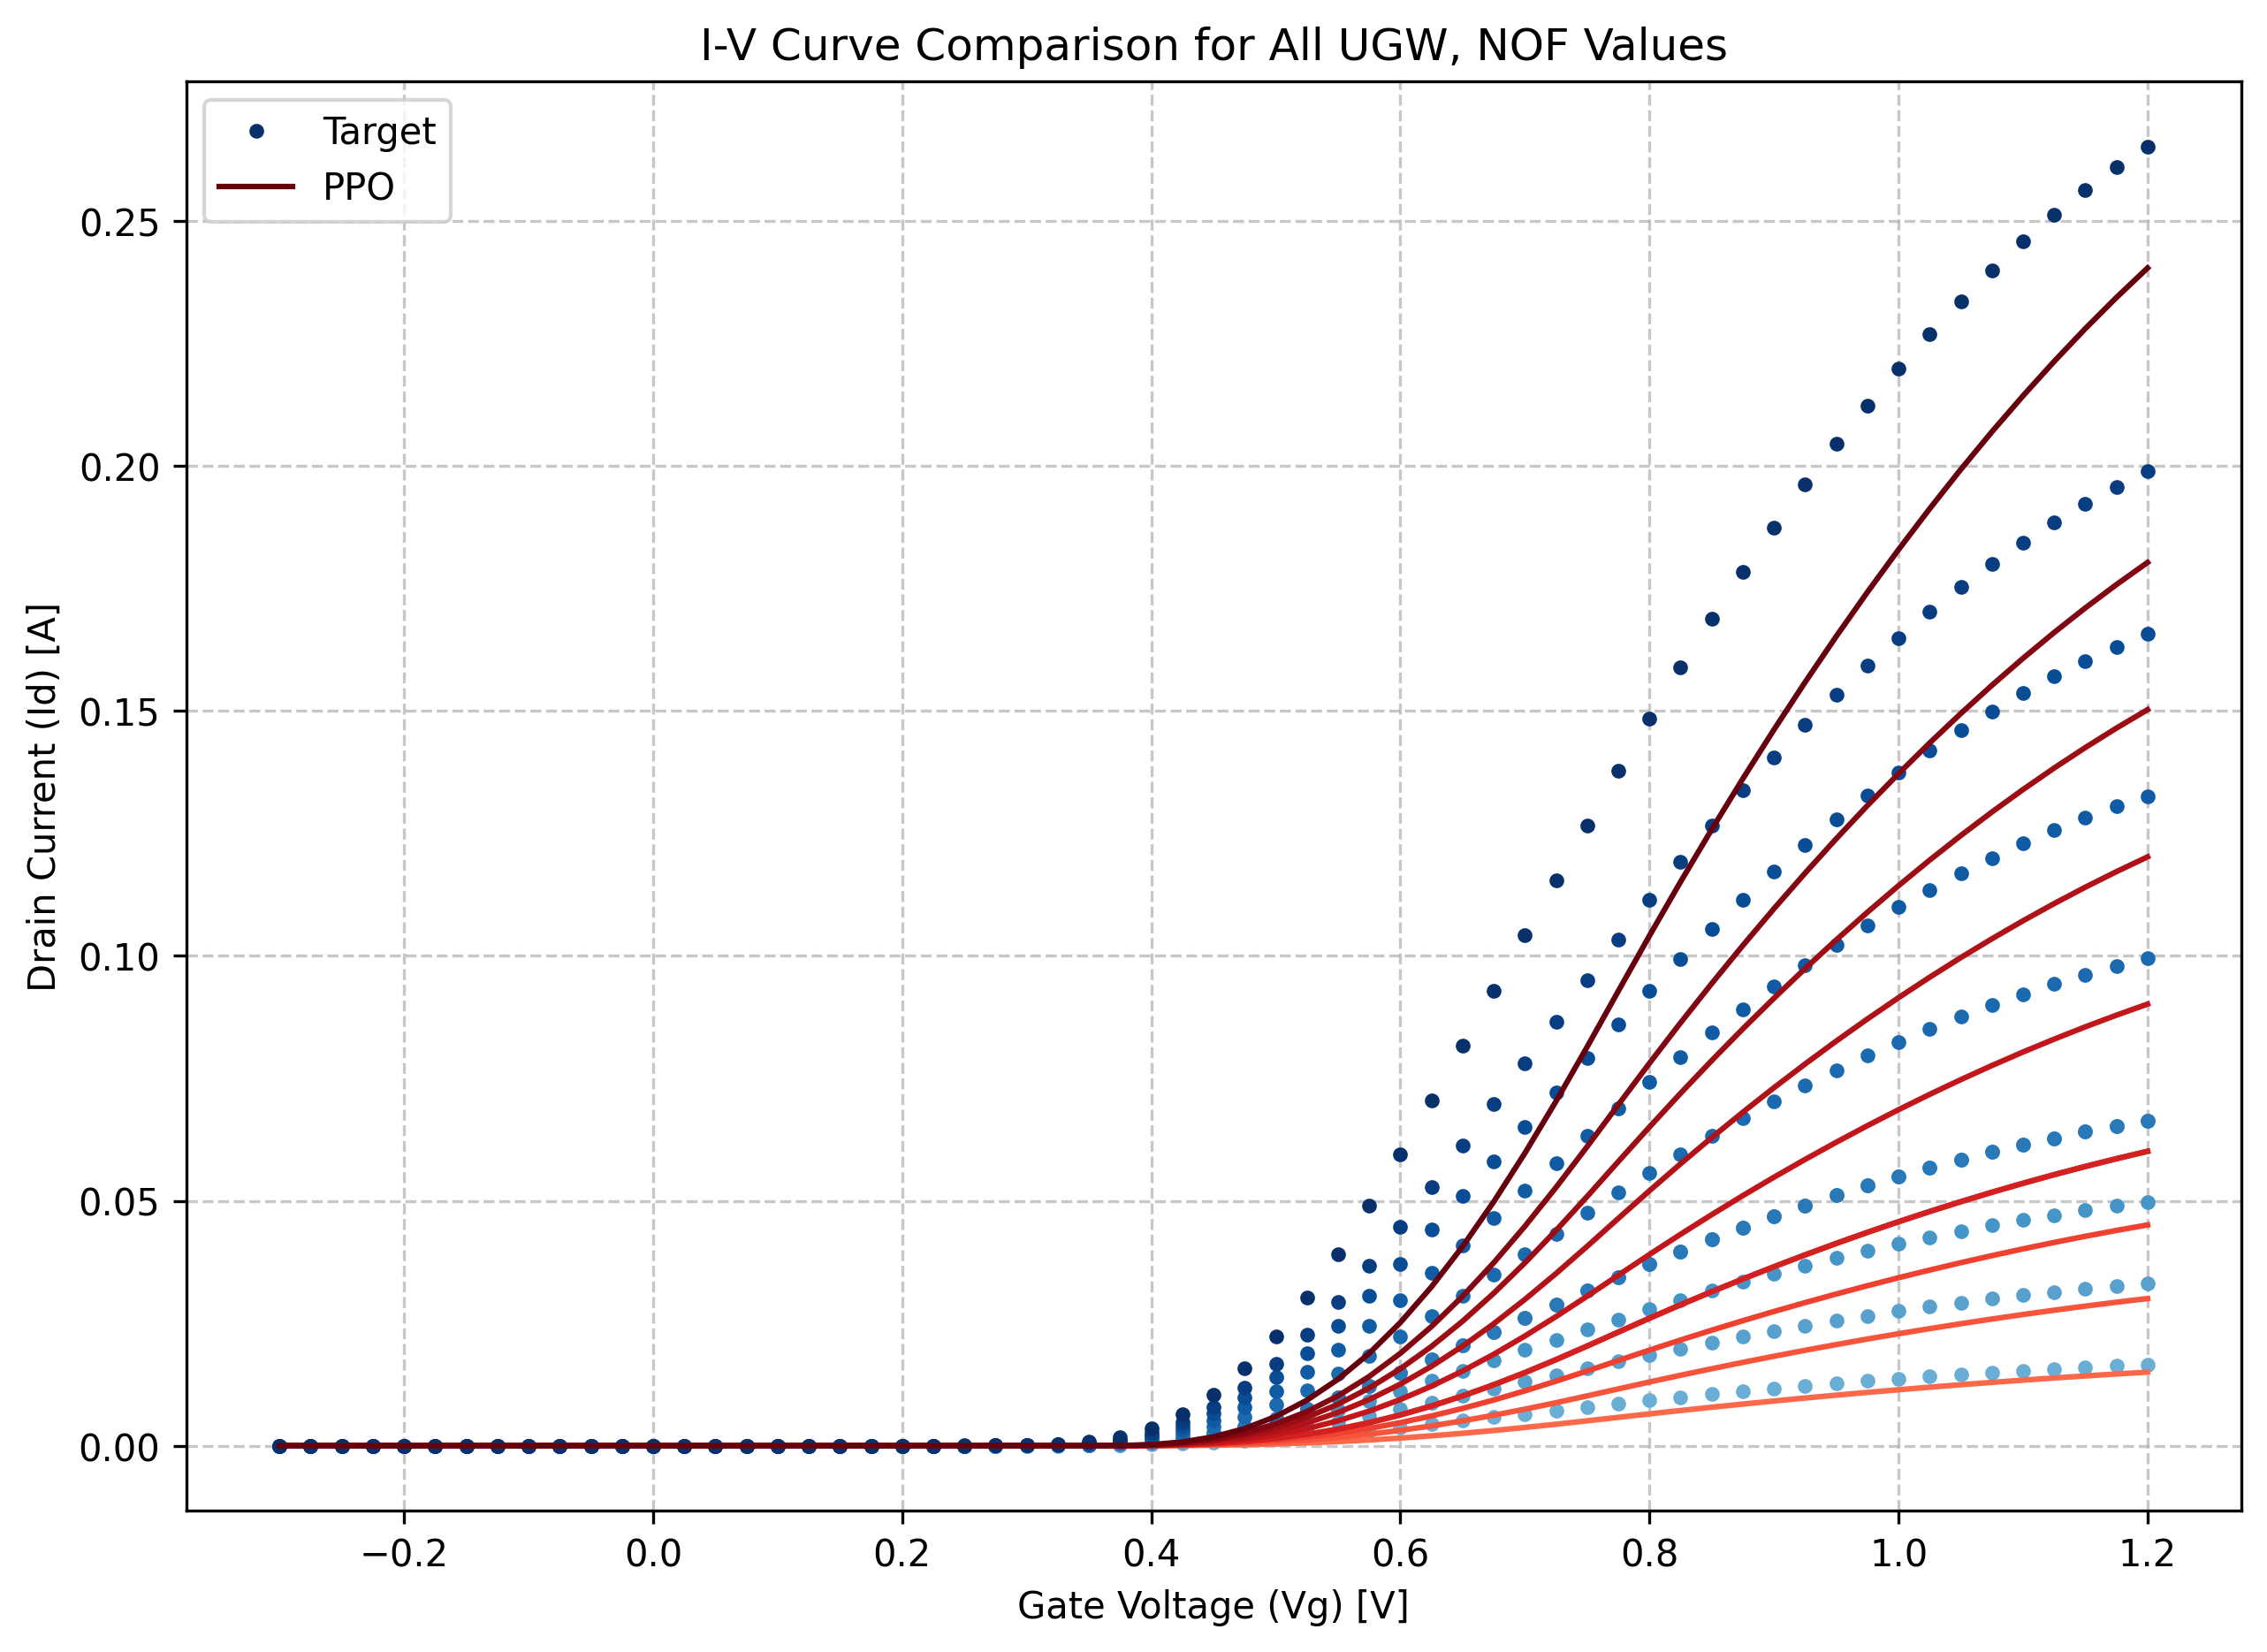 I-V Curve Comparison for All UGW, NOF Values
Target
PPO
0.25
0.20
0.15
0.10
0.05
0.00
Drain Current (Id) [A]
−0.2 0.0 0.2 0.4 0.6 0.8 1.0 1.2
Gate Voltage (Vg) [V]